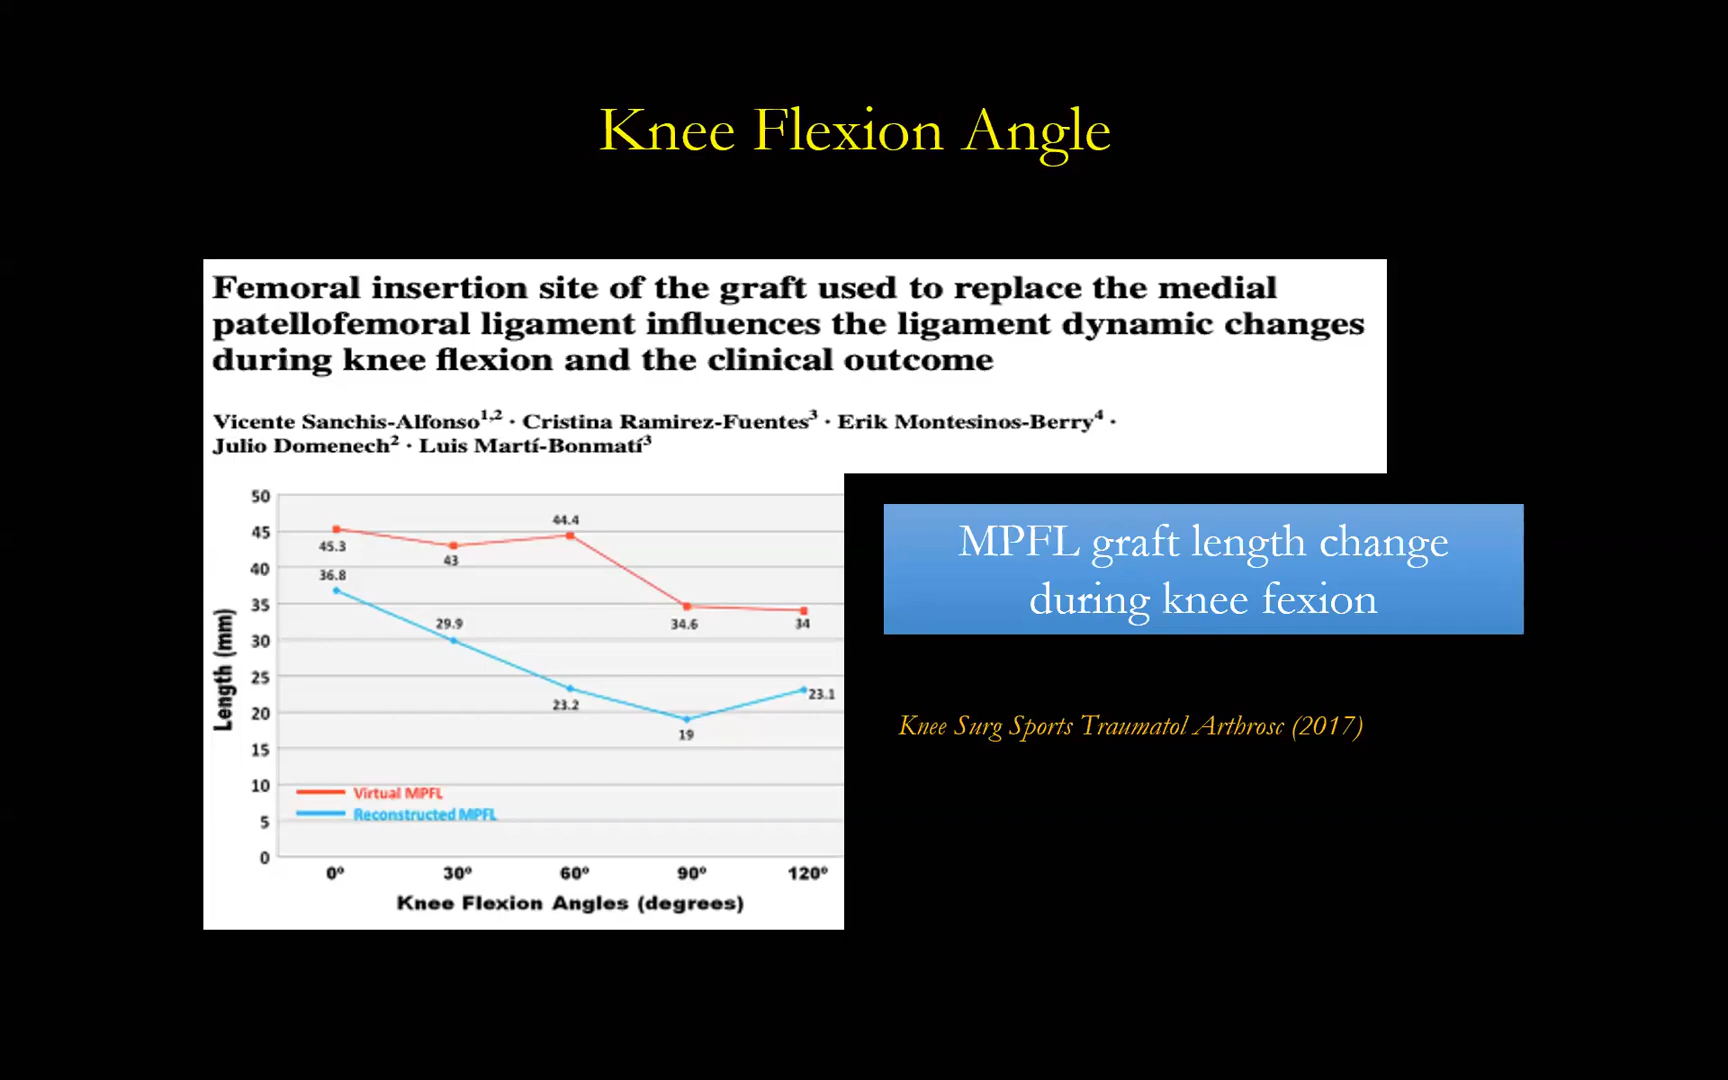 Knee Flexion Angle
Femoral insertion site of the graft used to replace the medial
patellofemoral ligament influences the ligament dynamic changes
during knee flexion and the clinical outcome
Vicente Sanchis-Alfonso1,2 · Cristina Ramirez-Fuentes3 · Erik Montesinos-Berry4 ·
Julio Domenech2 · Luis Martí-Bonmatí3
MPFL graft length change
during knee fexion
Knee Surg Sports Traumatol Arthrosc (2017)
Length (mm)
50
45
40
35
30
25
20
15
10
5
0
45.3
43
44.4
34.6
34
36.8
29.9
23.2
19
23.1
Virtual MPFL
Reconstructed MPFL
0º 30º 60º 90º 120º
Knee Flexion Angles (degrees)